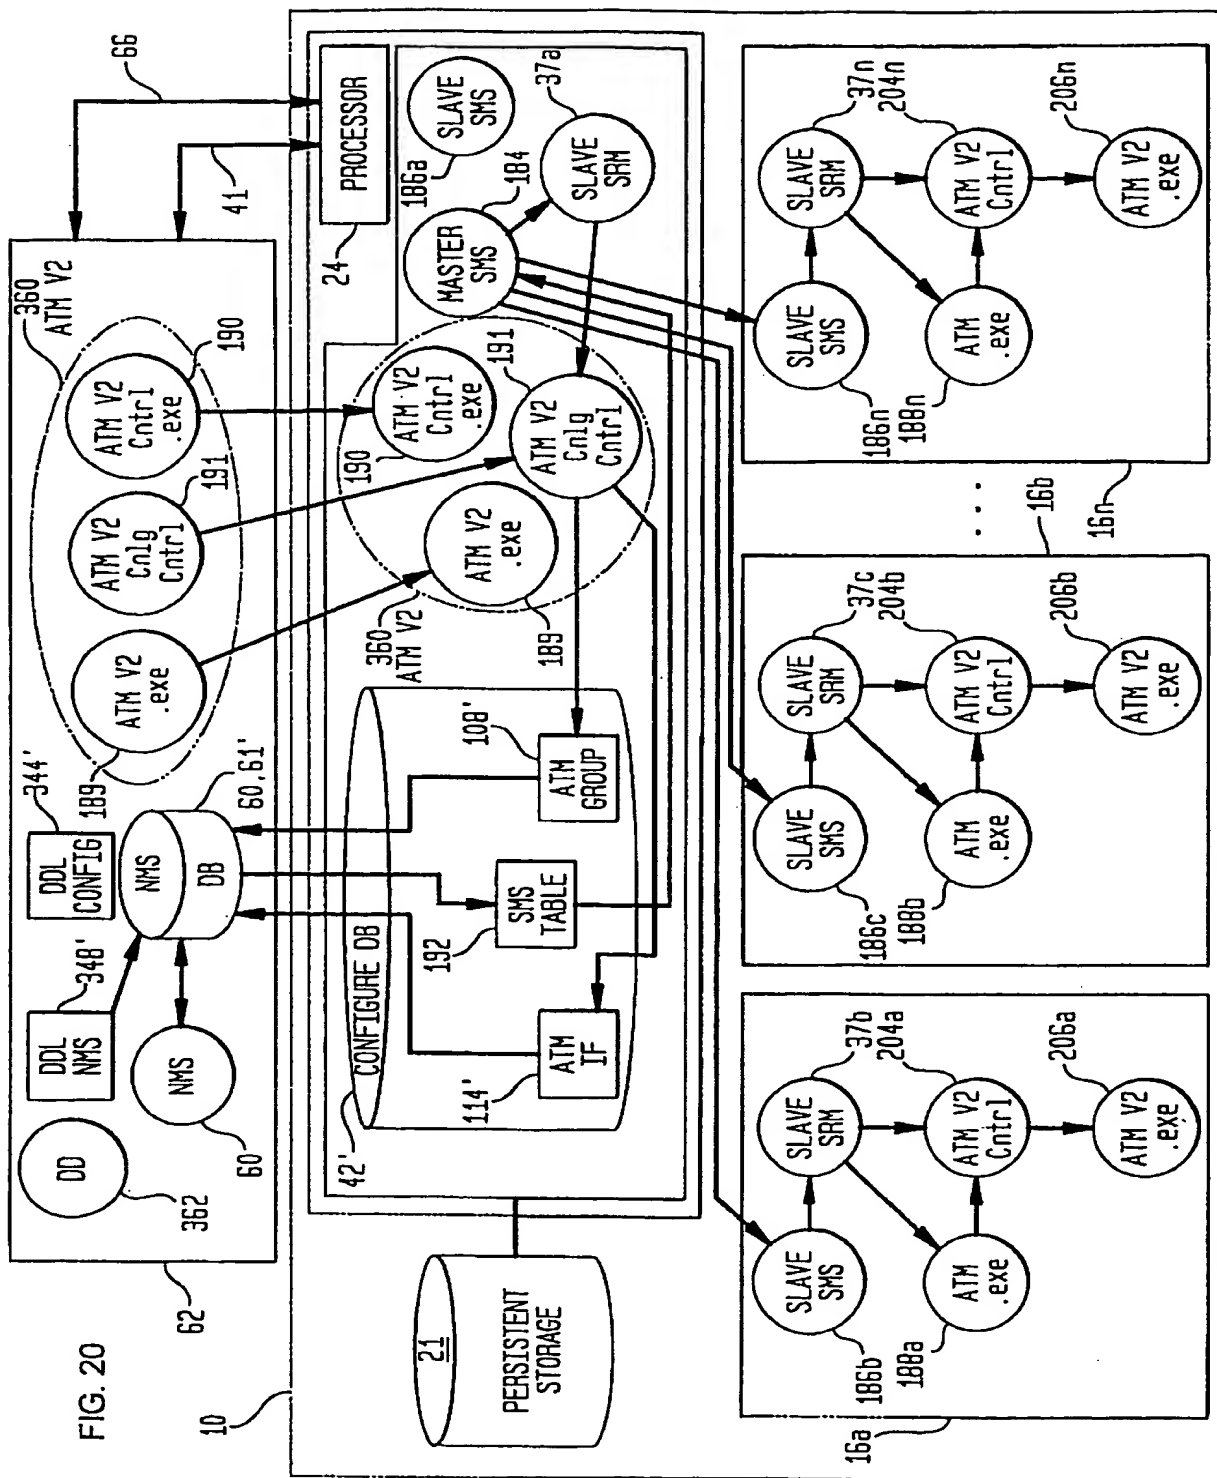 FIG. 20
62
DD
362
NMS
60
DDL
NMS
348'
DDL
CONFIG
344'
NMS
DB
60,61'
ATM V2
.exe
189
ATM V2
Cnlg
Cntrl
191
ATM V2
Cntrl
.exe
190
360
ATM V2
41
66
10
21
PERSISTENT
STORAGE
PROCESSOR
24
42'
CONFIGURE DB
ATM
IF
114'
SMS
TABLE
192
ATM
GROUP
108'
360
ATM V2
ATM V2
.exe
189
ATM V2
Cntrl
.exe
190
ATM V2
Cnlg
Cntrl
191
MASTER
SMS
184
SLAVE
SMS
186a
SLAVE
SRM
37a
SLAVE
SMS
186b
SLAVE
SRM
37b
ATM
.exe
188a
ATM V2
Cntrl
204a
ATM V2
.exe
206a
16a
SLAVE
SMS
186c
SLAVE
SRM
37c
ATM
.exe
188b
ATM V2
Cntrl
204b
ATM V2
.exe
206b
16b
...
SLAVE
SMS
186n
SLAVE
SRM
37n
ATM
.exe
188n
ATM V2
Cntrl
204n
ATM V2
.exe
206n
16n